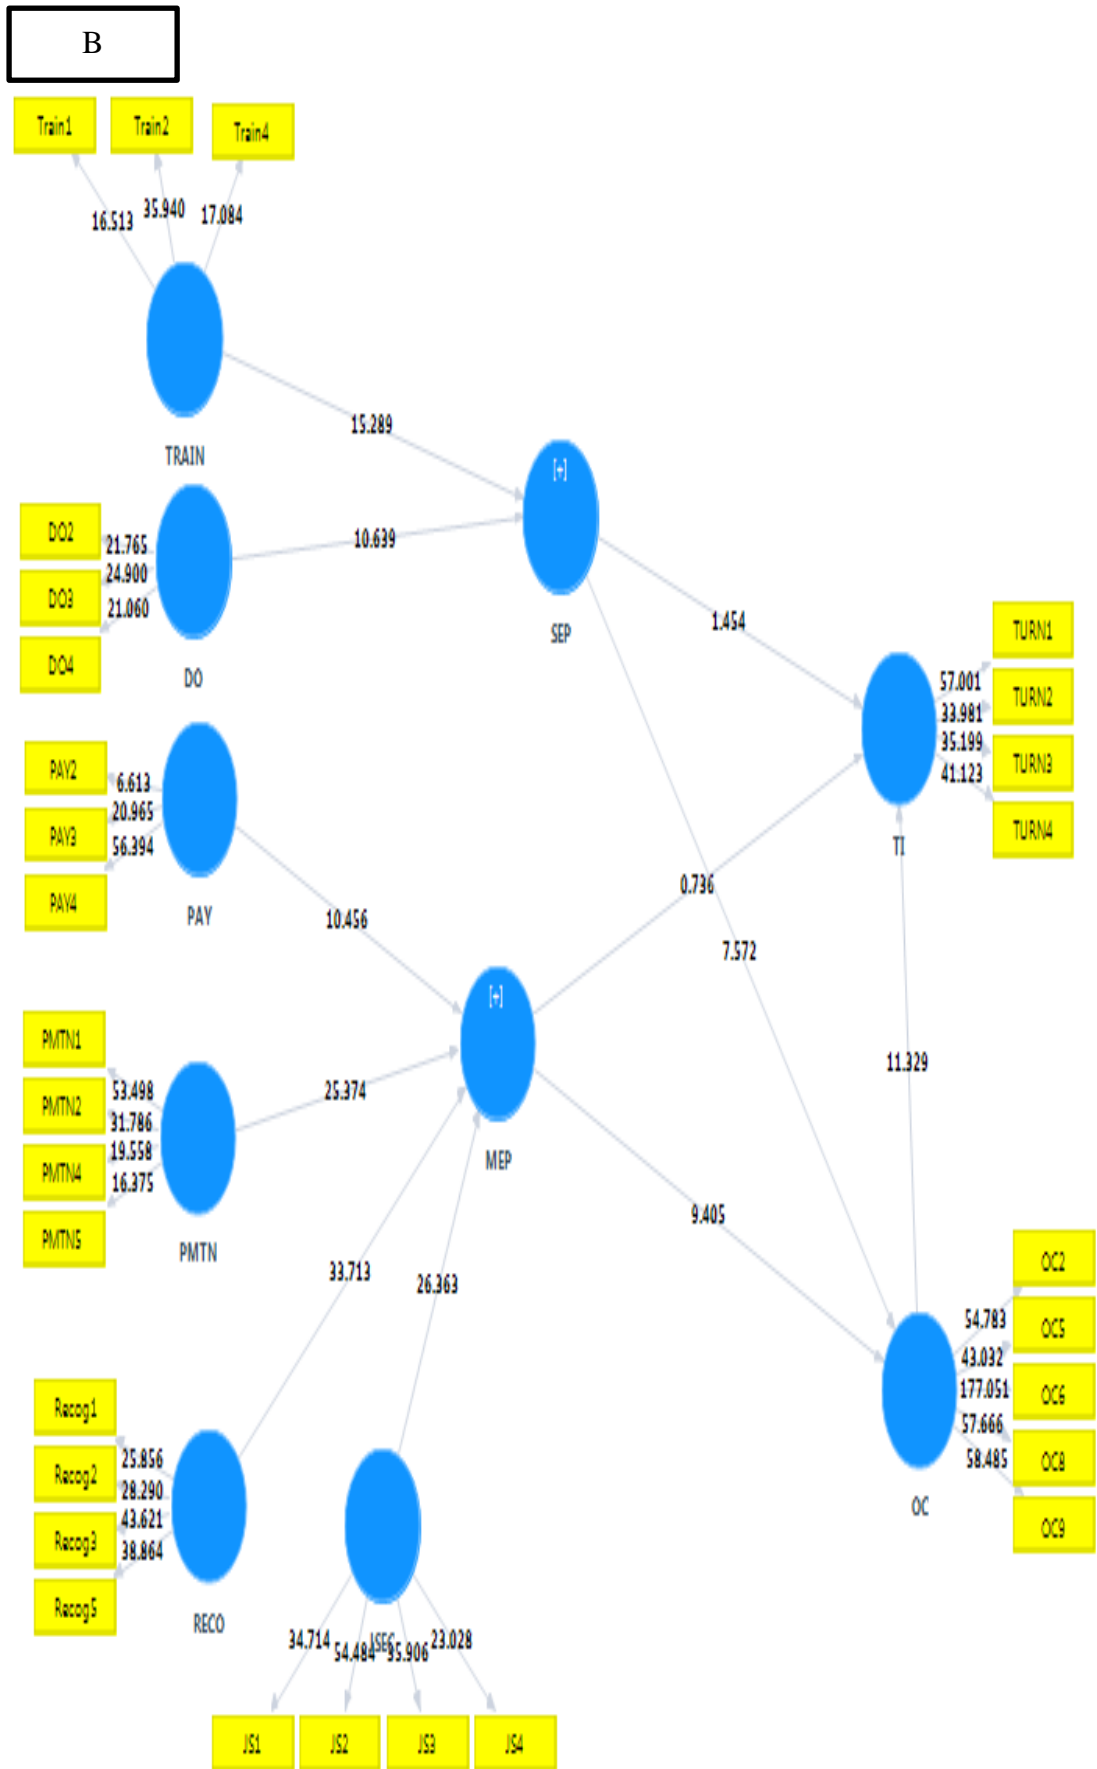 B
Train1
Train2
Train4
16.513
35.940
17.084
TRAIN
15.289
DO2
DO3
DO4
21.765
24.900
21.060
DO
10.639
[+]
SEP
1.454
7.572
PAY2
PAY3
PAY4
6.613
20.965
56.394
PAY
10.456
TURN1
TURN2
TURN3
TURN4
57.001
33.981
35.199
41.123
TI
0.736
11.329
PMTN1
PMTN2
PMTN4
PMTN5
53.498
31.786
19.558
16.375
PMTN
25.374
[+]
MEP
9.405
33.713
26.363
Recog1
Recog2
Recog3
Recog5
25.856
28.290
43.621
38.864
RECO
OC2
OC5
OC6
OC8
OC9
54.783
43.032
177.051
57.666
58.485
OC
JSEC
34.714
54.484
35.906
23.028
JS1
JS2
JS3
JS4